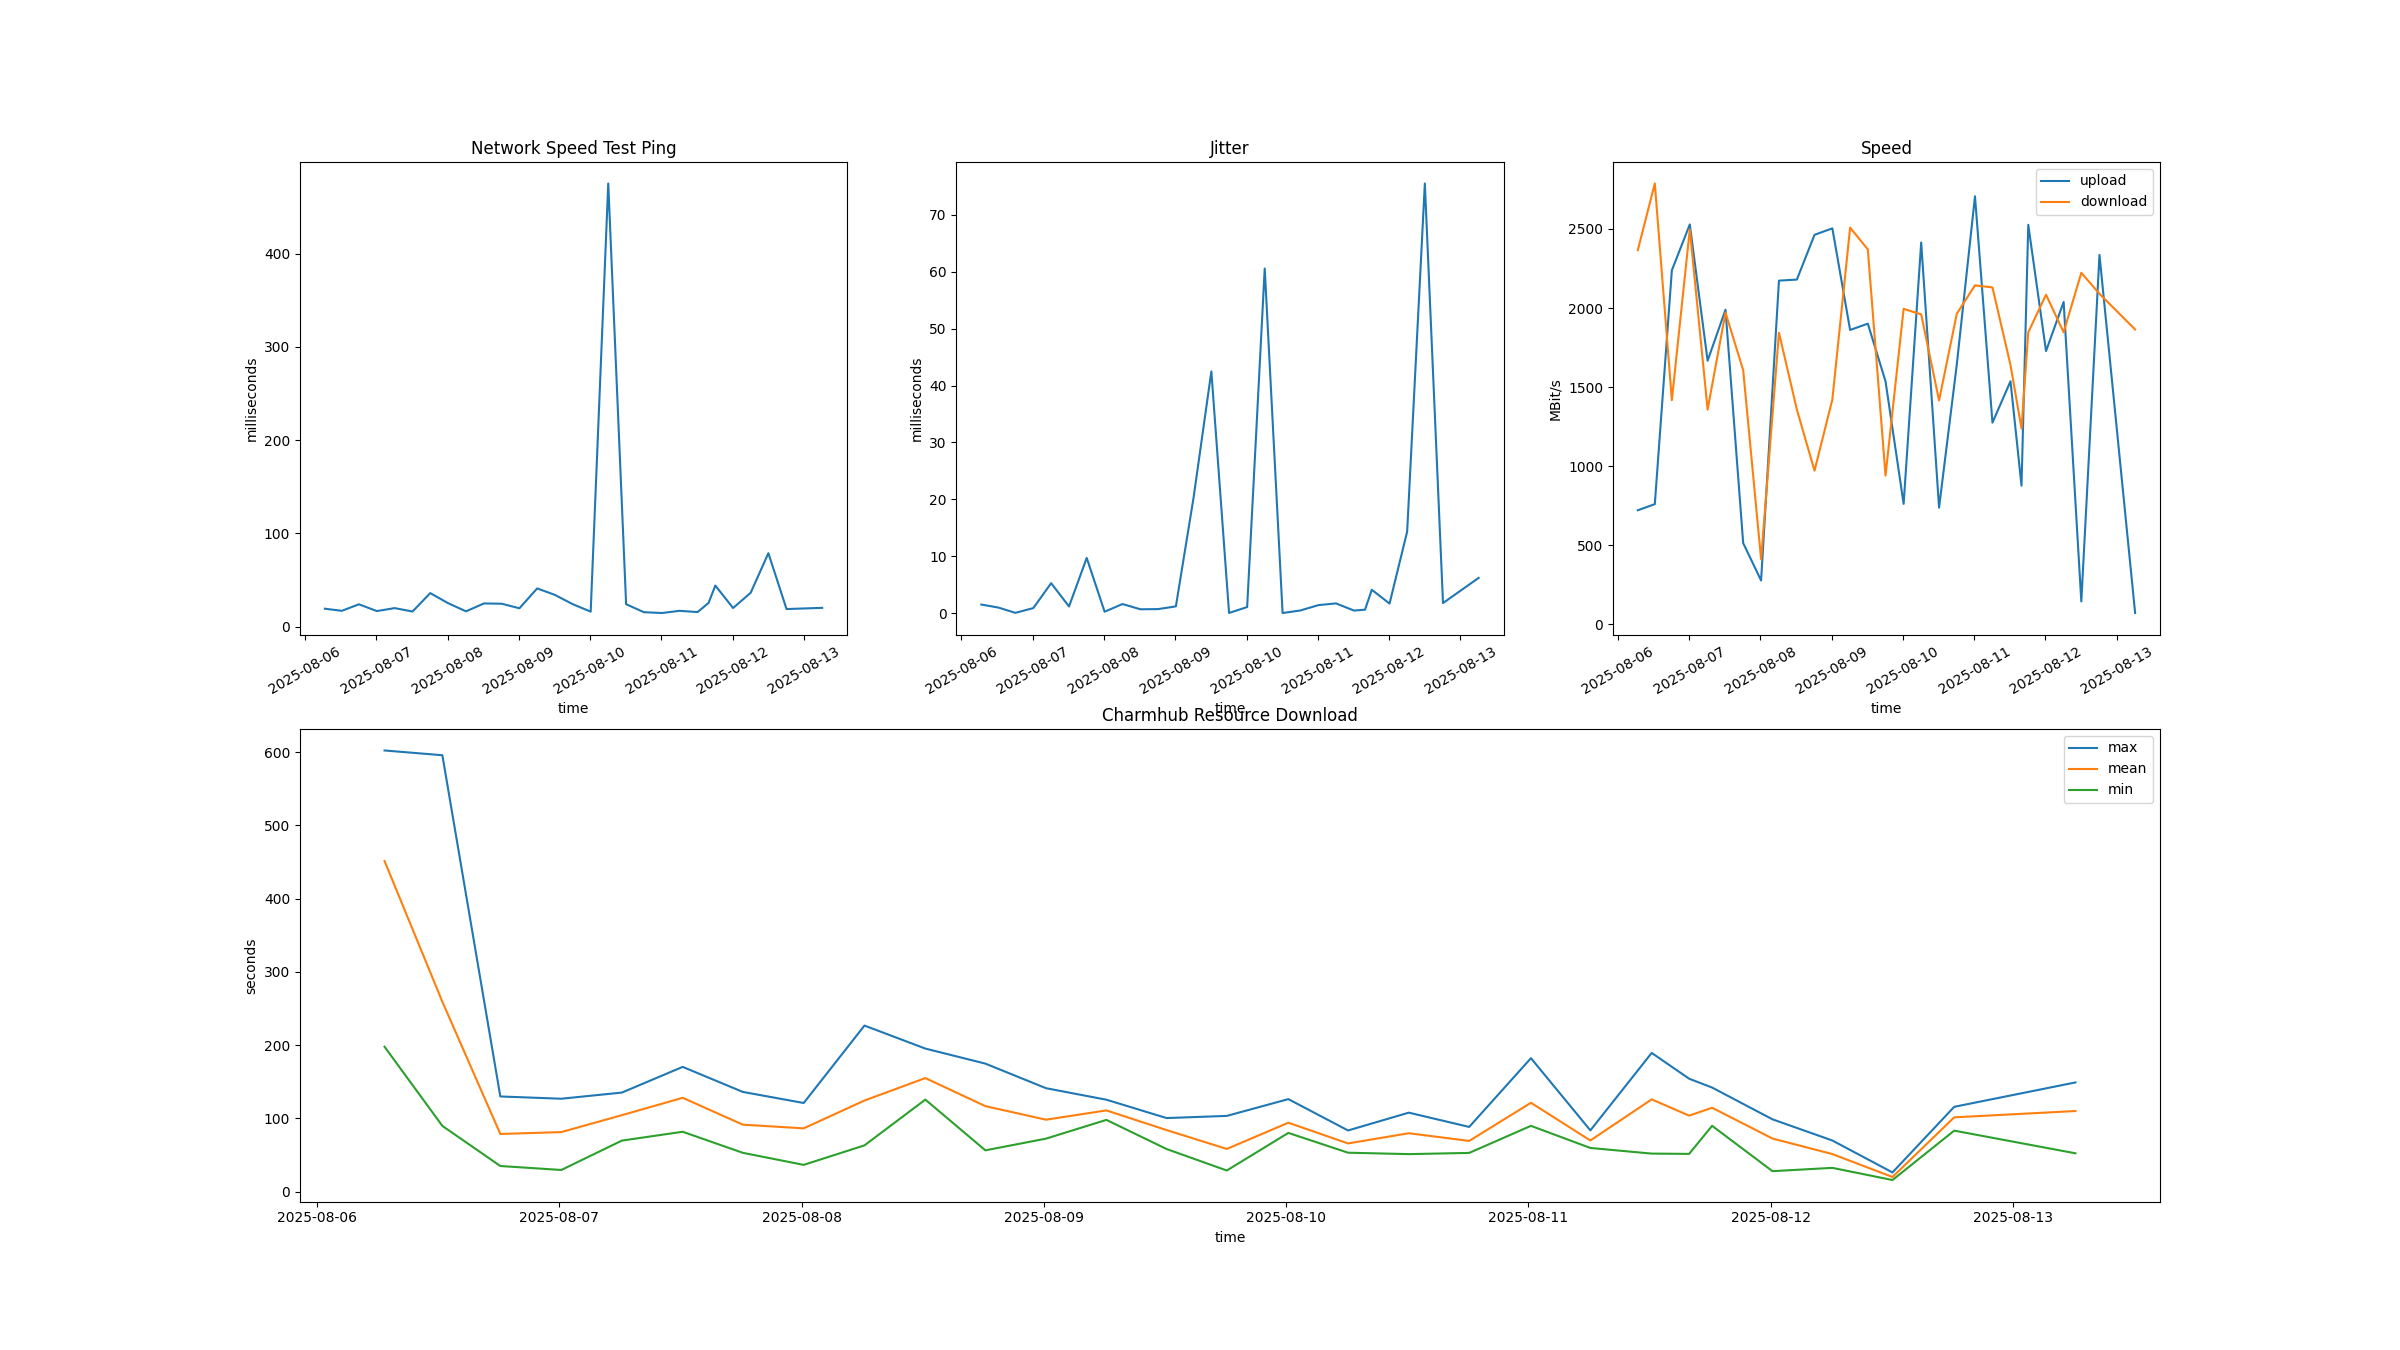 Network Speed Test Ping
milliseconds
400
300
200
100
0
2025-08-06 2025-08-07 2025-08-08 2025-08-09 2025-08-10 2025-08-11 2025-08-12 2025-08-13
time
Jitter
milliseconds
70
60
50
40
30
20
10
0
2025-08-06 2025-08-07 2025-08-08 2025-08-09 2025-08-10 2025-08-11 2025-08-12 2025-08-13
time
Speed
upload
download
MBit/s
2500
2000
1500
1000
500
0
2025-08-06 2025-08-07 2025-08-08 2025-08-09 2025-08-10 2025-08-11 2025-08-12 2025-08-13
time
Charmhub Resource Download
max
mean
min
seconds
600
500
400
300
200
100
0
2025-08-06 2025-08-07 2025-08-08 2025-08-09 2025-08-10 2025-08-11 2025-08-12 2025-08-13
time